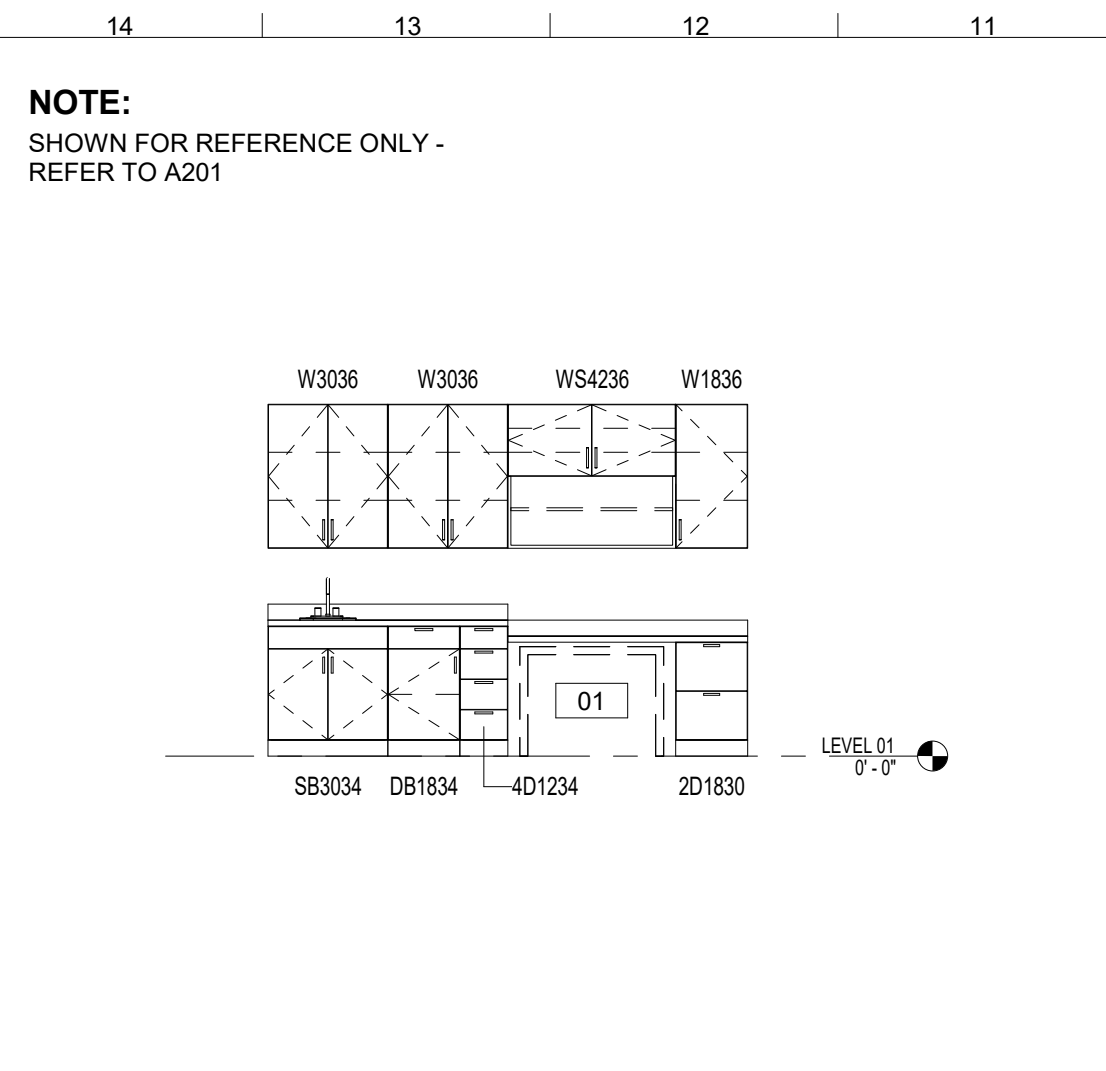 14 13 12 11
NOTE:
SHOWN FOR REFERENCE ONLY -
REFER TO A201
W3036 W3036 WS4236 W1836
01
LEVEL 01
0' - 0"
SB3034 DB1834 4D1234 2D1830